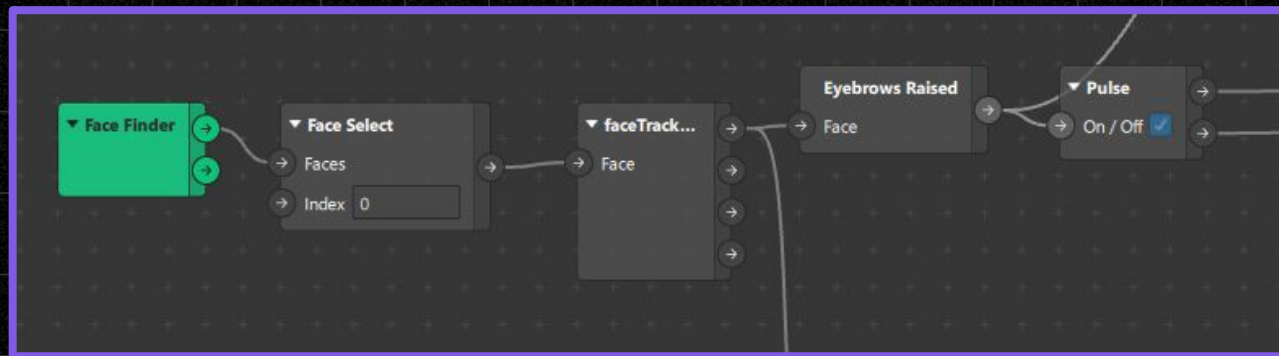 Face Finder
Face Select
Faces
Index 0
faceTrack...
Face
Eyebrows Raised
Face
Pulse
On / Off